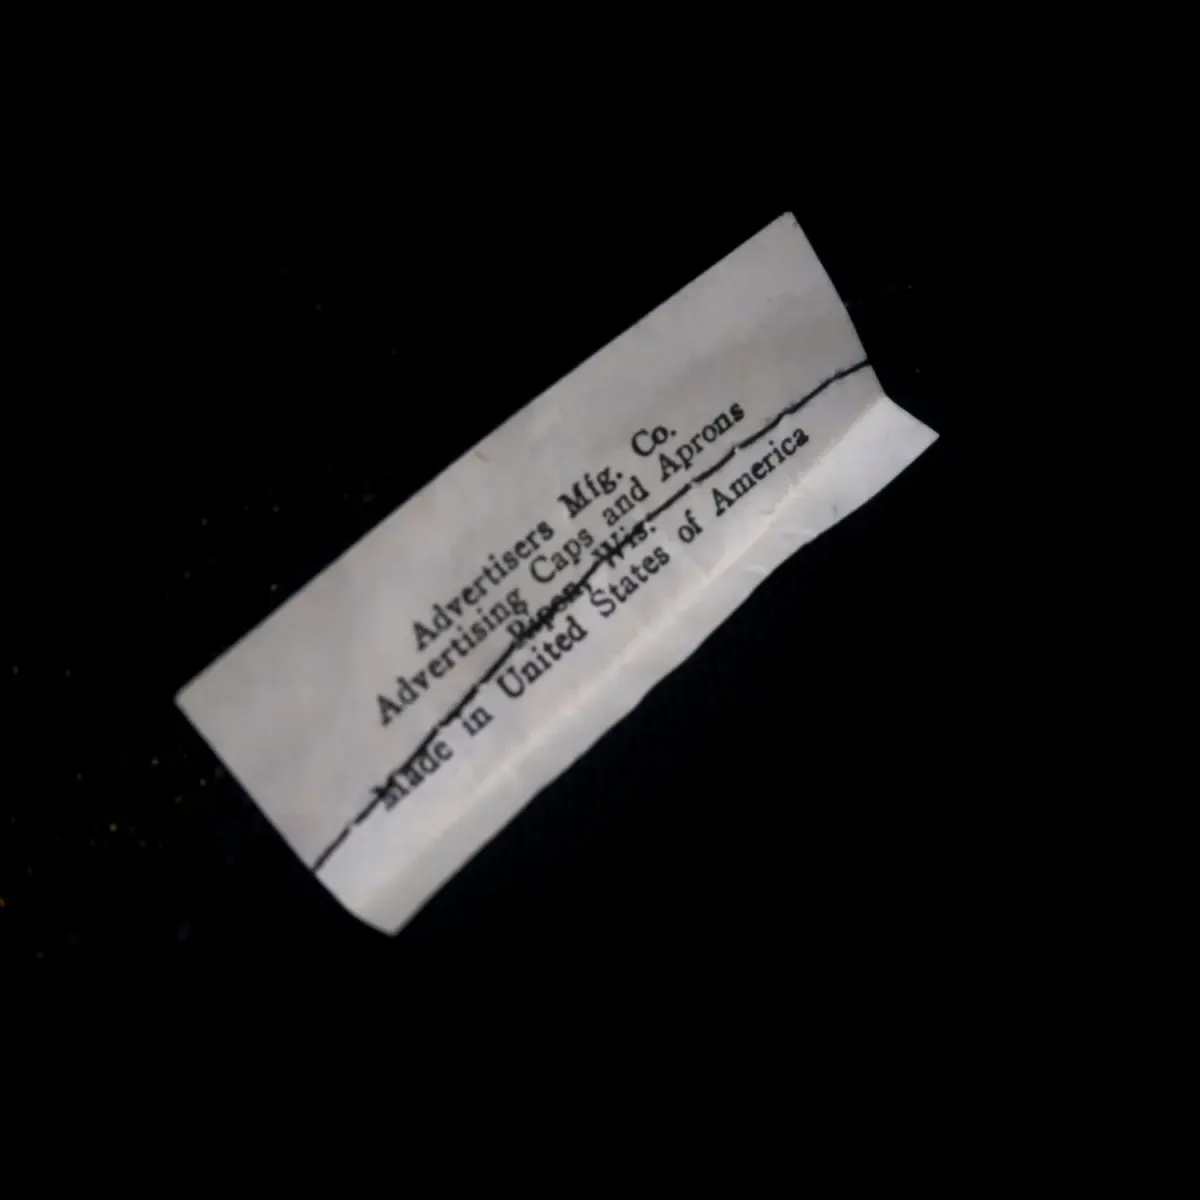 Advertisers Mfg. Co.
Advertising Caps and Aprons
Ripon, Wis.
Made in United States of America